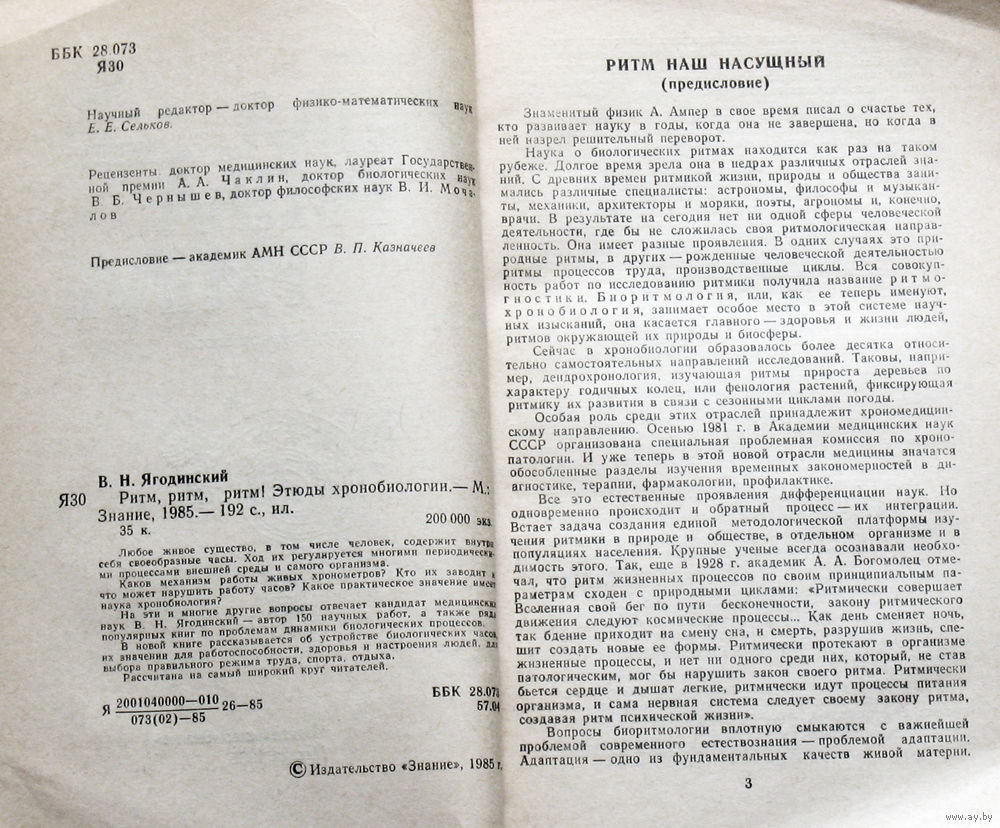 ББК 28.073
Я30
Научный редактор — доктор физико-математических наук
Е. Е. Сельков.
Рецензенты: доктор медицинских наук, лауреат Государствен-
ной премии А. А. Чаклин, доктор биологических наук
В. Б. Чернышев, доктор философских наук В. И. Моча-
лов
Предисловие — академик АМН СССР В. П. Казначеев
В. Н. Ягодинский
Я30 Ритм, ритм, ритм! Этюды хронобиологии.— М.:
Знание, 1985.— 192 с., ил.
35 к. 200 000 экз.
Любое живое существо, в том числе человек, содержит внутри
себя своеобразные часы. Ход их регулируется многими периодически-
ми процессами внешней среды и самого организма.
Каков механизм работы живых хронометров? Кто их заводит и
что может нарушить работу часов? Какое практическое значение имеет
наука хронобиология?
На эти и многие другие вопросы отвечает кандидат медицинских
наук В. Н. Ягодинский — автор 150 научных работ, а также ряда
популярных книг по проблемам динамики биологических процессов.
В новой книге рассказывается об устройстве биологических часов,
их значении для работоспособности, здоровья и настроения людей, для
выбора правильного режима труда, спорта, отдыха.
Рассчитана на самый широкий круг читателей.
Я 2001040000—010 26—85
073(02)—85
ББК 28.073
57.04
© Издательство «Знание», 1985 г.
РИТМ НАШ НАСУЩНЫЙ
(предисловие)
Знаменитый физик А. Ампер в свое время писал о счастье тех,
кто развивает науку в годы, когда она не завершена, но когда в
ней назрел решительный переворот.
Наука о биологических ритмах находится как раз на таком
рубеже. Долгое время зрела она в недрах различных отраслей зна-
ний. С древних времен ритмикой жизни, природы и общества зани-
мались различные специалисты: астрономы, философы и музыкан-
ты, механики, архитекторы и моряки, поэты, агрономы и, конечно,
врачи. В результате на сегодня нет ни одной сферы человеческой
деятельности, где бы не сложилась своя ритмологическая направ-
ленность. Она имеет разные проявления. В одних случаях это при-
родные ритмы, в других — рожденные человеческой деятельностью
ритмы процессов труда, производственные циклы. Вся совокуп-
ность работ по исследованию ритмики получила название ритмо-
гностики. Биоритмология, или, как ее теперь именуют,
хронобиология, занимает особое место в этой системе науч-
ных изысканий, она касается главного — здоровья и жизни людей,
ритмов окружающей их природы и биосферы.
Сейчас в хронобиологии образовалось более десятка относи-
тельно самостоятельных направлений исследований. Таковы, напри-
мер, дендрохронология, изучающая ритмы прироста деревьев по
характеру годичных колец, или фенология растений, фиксирующая
ритмику их развития в связи с сезонными циклами погоды.
Особая роль среди этих отраслей принадлежит хрономедицин-
скому направлению. Осенью 1981 г. в Академии медицинских наук
СССР организована специальная проблемная комиссия по хроно-
патологии. И уже теперь в этой новой отрасли медицины значатся
обособленные разделы изучения временных закономерностей в ди-
агностике, терапии, фармакологии, профилактике.
Все это естественные проявления дифференциации наук. Но
одновременно происходит и обратный процесс — их интеграции.
Встает задача создания единой методологической платформы изу-
чения ритмики в природе и обществе, в отдельном организме и в
популяциях населения. Крупные ученые всегда осознавали необхо-
димость этого. Так, еще в 1928 г. академик А. А. Богомолец отме-
чал, что ритм жизненных процессов по своим принципиальным па-
раметрам сходен с природными циклами: «Ритмически совершает
Вселенная свой бег по пути бесконечности, закону ритмического
движения следуют космические процессы... Как день сменяет ночь,
так бдение приходит на смену сна, и смерть, разрушив жизнь, спе-
шит создать новые ее формы. Ритмически протекают в организме
жизненные процессы, и нет ни одного среди них, который, не став
патологическим, мог бы нарушить закон своего ритма. Ритмически
бьется сердце и дышат легкие, ритмически идут процессы питания
организма, и сама нервная система следует своему закону ритма,
создавая ритм психической жизни».
Вопросы биоритмологии вплотную смыкаются с важнейшей
проблемой современного естествознания — проблемой адаптации.
Адаптация — одно из фундаментальных качеств живой материи.
3
www.ay.by